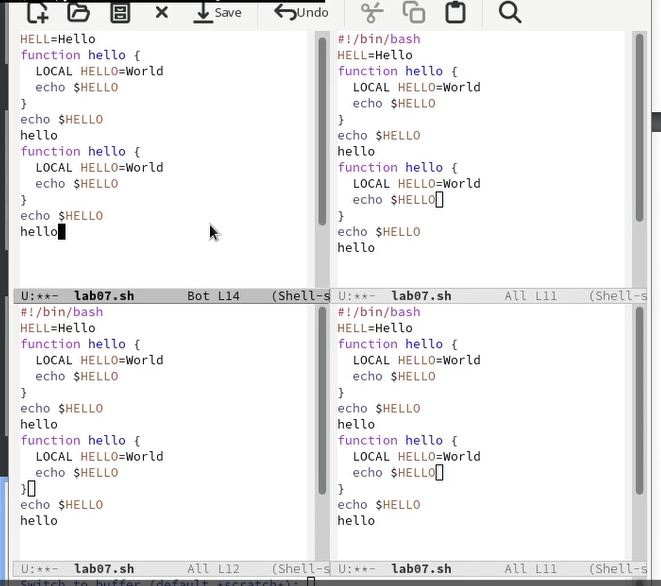 Save Undo
HELL=Hello
function hello {
LOCAL HELLO=World
echo $HELLO
}
echo $HELLO
hello
function hello {
LOCAL HELLO=World
echo $HELLO
}
echo $HELLO
hello
U:**- lab07.sh Bot L14 (Shell-s
#!/bin/bash
HELL=Hello
function hello {
LOCAL HELLO=World
echo $HELLO
}
echo $HELLO
hello
function hello {
LOCAL HELLO=World
echo $HELLO
}
echo $HELLO
hello
U:**- lab07.sh All L11 (Shell-s
#!/bin/bash
HELL=Hello
function hello {
LOCAL HELLO=World
echo $HELLO
}
echo $HELLO
hello
function hello {
LOCAL HELLO=World
echo $HELLO
}
echo $HELLO
hello
U:**- lab07.sh All L12 (Shell-s
#!/bin/bash
HELL=Hello
function hello {
LOCAL HELLO=World
echo $HELLO
}
echo $HELLO
hello
function hello {
LOCAL HELLO=World
echo $HELLO
}
echo $HELLO
hello
U:**- lab07.sh All L11 (Shell-s
Switch to buffer (default *scratch*):